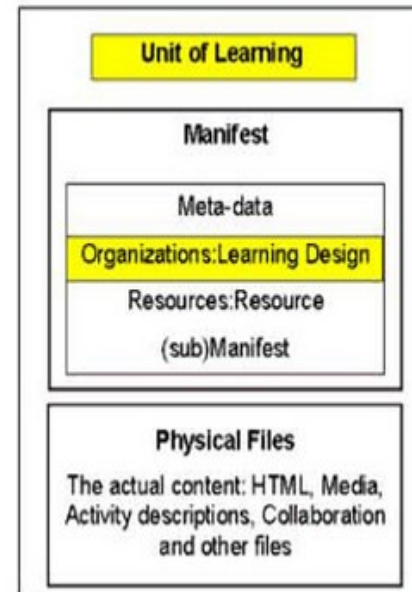 Unit of Learning
Manifest
Meta-data
Organizations:Learning Design
Resources:Resource
(sub)Manifest
Physical Files
The actual content: HTML, Media,
Activity descriptions, Collaboration
and other files